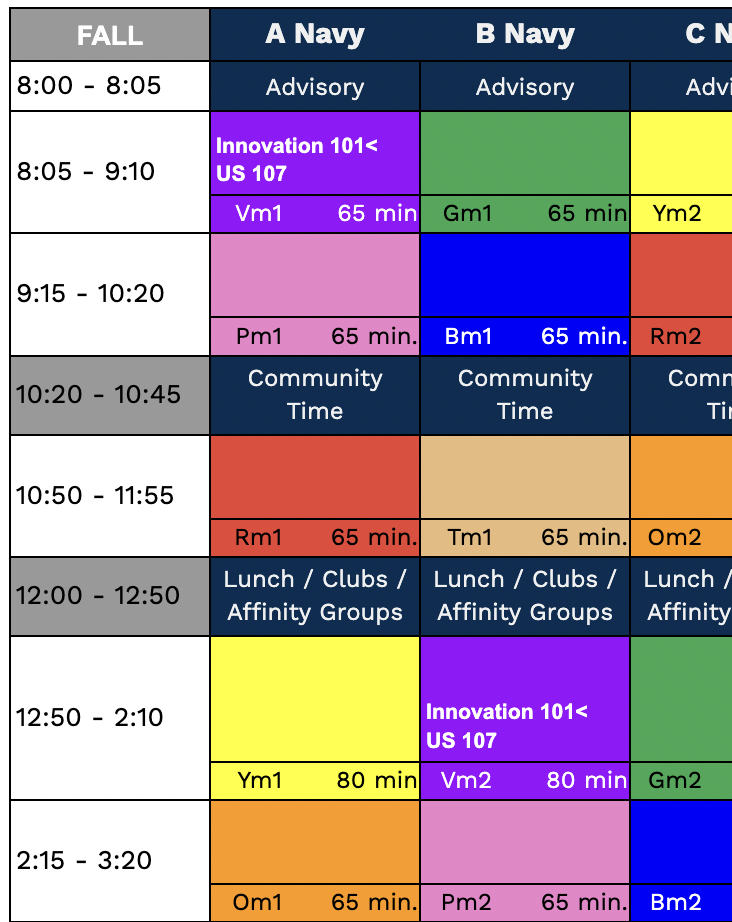 FALL A Navy B Navy C N
8:00 - 8:05 Advisory Advisory Advi
Innovation 101<
US 107
8:05 - 9:10
Vm1 65 min Gm1 65 min Ym2
9:15 - 10:20
Pm1 65 min. Bm1 65 min. Rm2
10:20 - 10:45
Community Community Comm
Time Time Ti
10:50 - 11:55
Rm1 65 min. Tm1 65 min. Om2
12:00 - 12:50
Lunch / Clubs / Lunch / Clubs / Lunch /
Affinity Groups Affinity Groups Affinity
12:50 - 2:10
Innovation 101<
US 107
Ym1 80 min Vm2 80 min Gm2
2:15 - 3:20
Om1 65 min. Pm2 65 min. Bm2